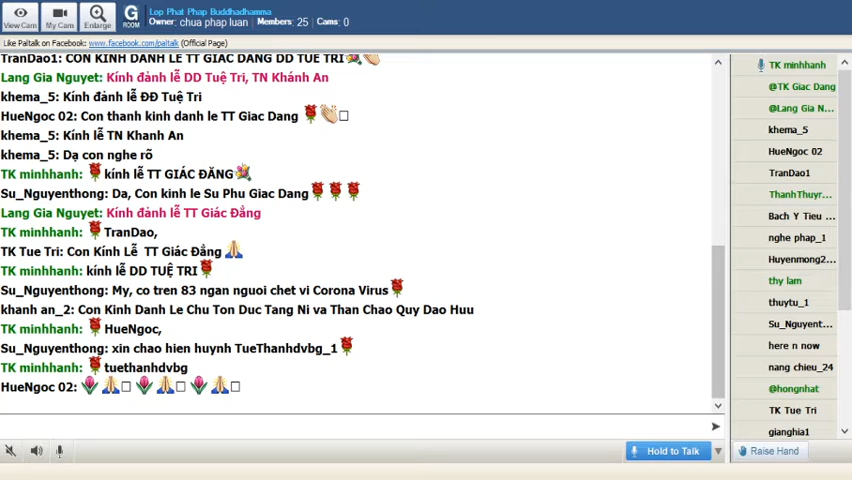 View Cam
My Cam
Enlarge
G
ROOM
Lop Phat Phap Buddhadhamma
Owner: chua phap luan Members: 25 Cams: 0
Like Paltalk on Facebook: www.facebook.com/paltalk (Official Page)
TranDao1: CON KINH DANH LE TT GIAC DANG DD TUE TRI
Lang Gia Nguyet: Kính đảnh lễ DD Tuệ Tri, TN Khánh An
khema_5: Kính đảnh lễ ĐĐ Tuệ Tri
HueNgoc 02: Con thanh kinh danh le TT Giac Dang
khema_5: Kính lễ TN Khanh An
khema_5: Dạ con nghe rõ
TK minhhanh: kính lễ TT GIÁC ĐĂNG
Su_Nguyenthong: Da, Con kinh le Su Phu Giac Dang
Lang Gia Nguyet: Kính đảnh lễ TT Giác Đẳng
TK minhhanh: TranDao,
TK Tue Tri: Con Kính Lễ TT Giác Đẳng
TK minhhanh: kính lễ DD TUỆ TRI
Su_Nguyenthong: My, co tren 83 ngan nguoi chet vi Corona Virus
khanh an_2: Con Kinh Danh Le Chu Ton Duc Tang Ni va Than Chao Quy Dao Huu
TK minhhanh: HueNgoc,
Su_Nguyenthong: xin chao hien huynh TueThanhdvbg_1
TK minhhanh: tuethanhdvbg
HueNgoc 02:
Hold to Talk
TK minhhanh
@TK Giac Dang
@Lang Gia N...
khema_5
HueNgoc 02
TranDao1
ThanhThuyr...
Bach Y Tieu ...
nghe phap_1
Huyenmong2...
thy lam
thuytu_1
Su_Nguyent...
here n now
nang chieu_24
@hongnhat
TK Tue Tri
gianghia1
Raise Hand